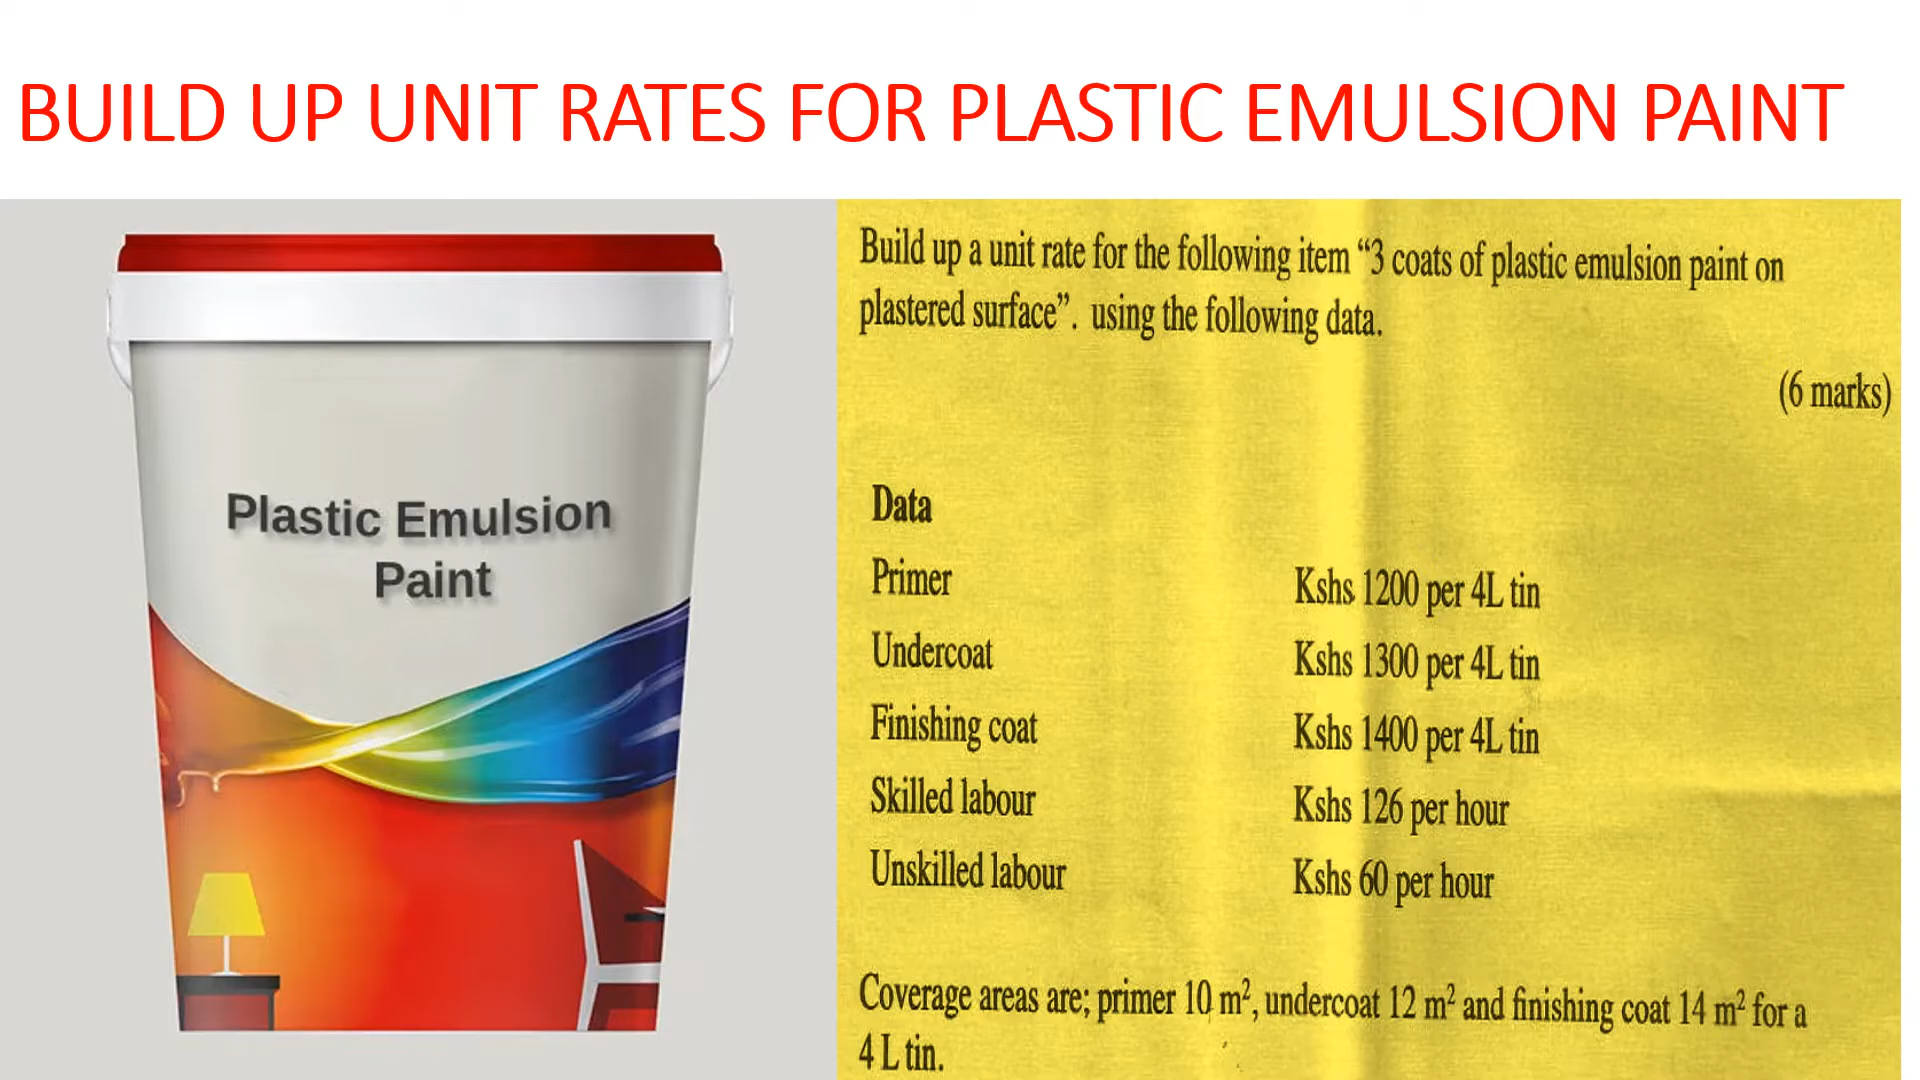 BUILD UP UNIT RATES FOR PLASTIC EMULSION PAINT
Plastic Emulsion
Paint
Build up a unit rate for the following item “3 coats of plastic emulsion paint on
plastered surface”. using the following data.
(6 marks)
Data
Primer Kshs 1200 per 4L tin
Undercoat Kshs 1300 per 4L tin
Finishing coat Kshs 1400 per 4L tin
Skilled labour Kshs 126 per hour
Unskilled labour Kshs 60 per hour
Coverage areas are; primer 10 m², undercoat 12 m² and finishing coat 14 m² for a
4 L tin.